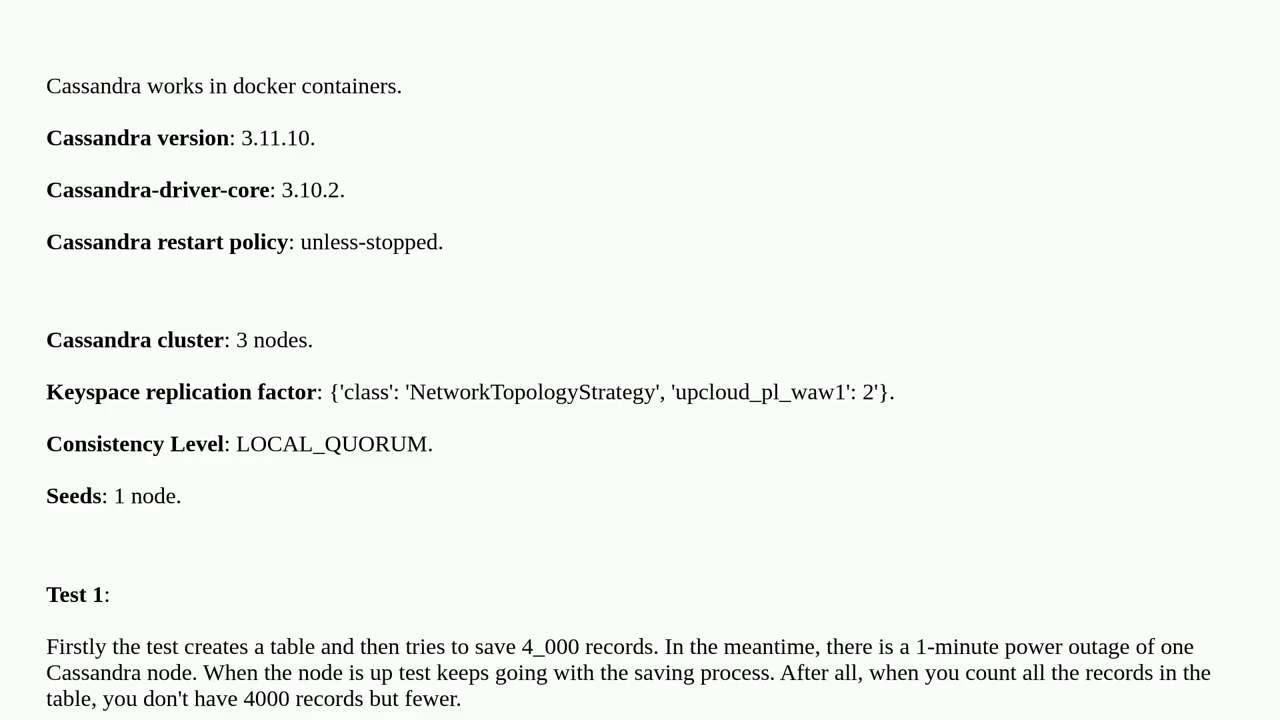 Cassandra works in docker containers.
Cassandra version: 3.11.10.
Cassandra-driver-core: 3.10.2.
Cassandra restart policy: unless-stopped.
Cassandra cluster: 3 nodes.
Keyspace replication factor: {'class': 'NetworkTopologyStrategy', 'upcloud_pl_waw1': 2'}.
Consistency Level: LOCAL_QUORUM.
Seeds: 1 node.
Test 1:
Firstly the test creates a table and then tries to save 4_000 records. In the meantime, there is a 1-minute power outage of one
Cassandra node. When the node is up test keeps going with the saving process. After all, when you count all the records in the
table, you don't have 4000 records but fewer.